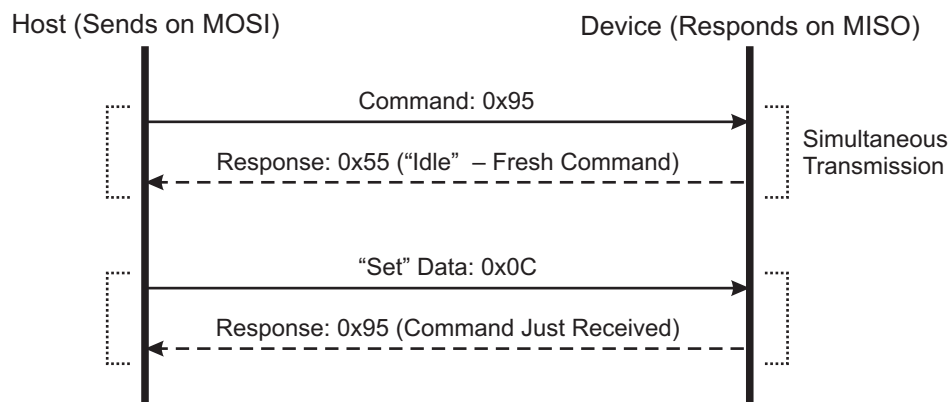 Host (Sends on MOSI)
Device (Responds on MISO)
Command: 0x95
Response: 0x55 (“Idle” – Fresh Command)
Simultaneous
Transmission
“Set” Data: 0x0C
Response: 0x95 (Command Just Received)